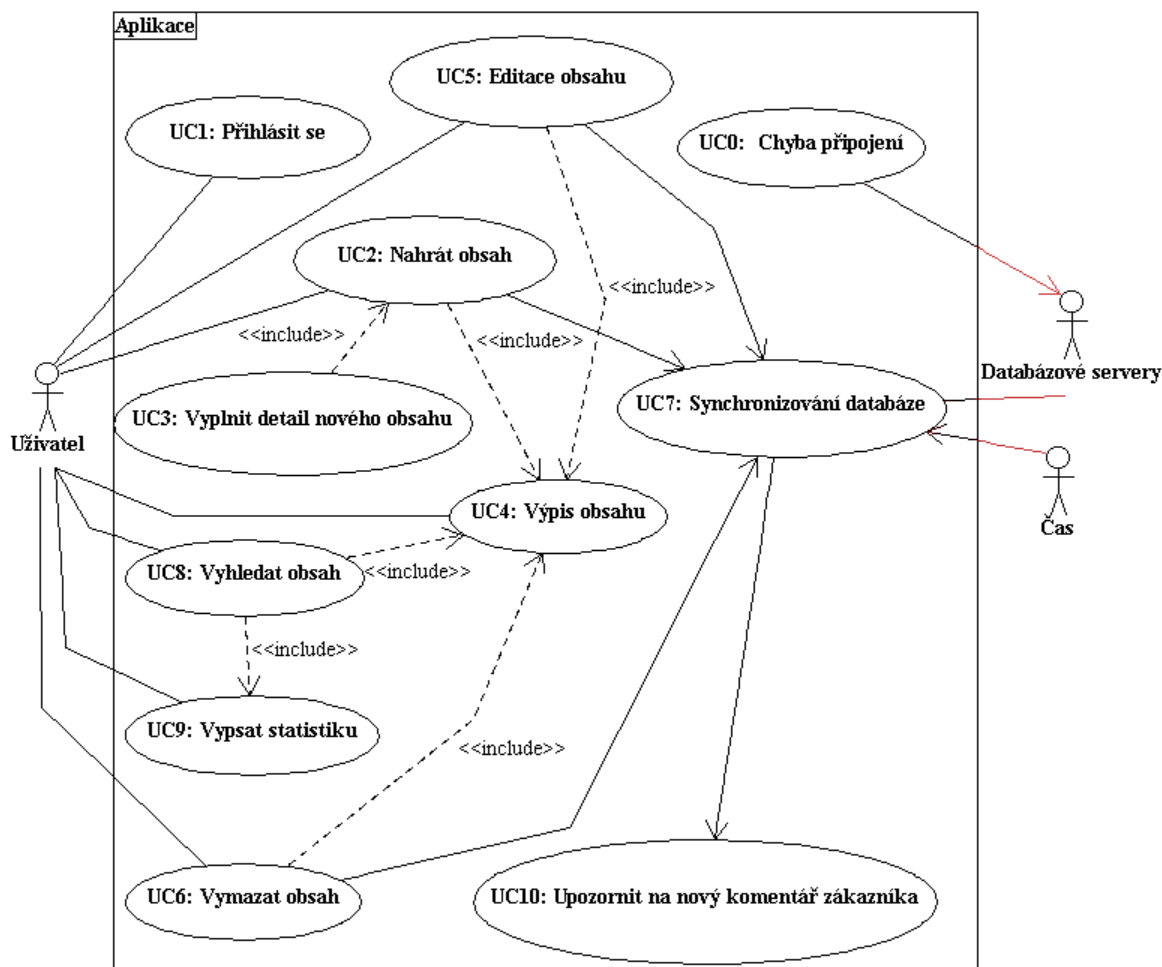 Aplikace
UC5: Editace obsahu
UC1: Přihlásit se
UC0: Chyba připojení
UC2: Nahrát obsah
<<include>>
<<include>>
<<include>>
Databázové servery
UC3: Vyplnit detail nového obsahu
UC7: Synchronizování databáze
Uživatel
UC4: Výpis obsahu
Čas
UC8: Vyhledat obsah
<<include>>
<<include>>
UC9: Vypsat statistiku
<<include>>
UC6: Vymazat obsah
UC10: Upozornit na nový komentář zákazníka